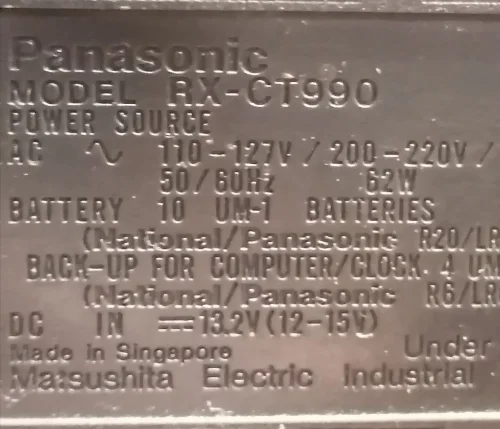 Panasonic
MODEL RX-CT990
POWER SOURCE
AC ∿ 110-127V / 200-220V /
50/60Hz 62W
BATTERY 10 UM-1 BATTERIES
(National/Panasonic R20/LR
BACK-UP FOR COMPUTER/CLOCK 4 UM
(National/Panasonic R6/LR
DC IN ⎓ 13.2V (12-15V)
Made in Singapore Under
Matsushita Electric Industrial